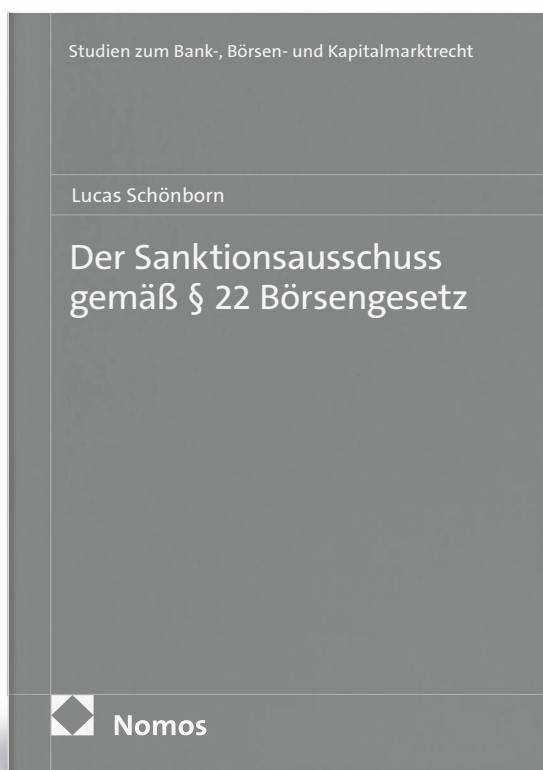 Studien zum Bank-, Börsen- und Kapitalmarktrecht
Lucas Schönborn
Der Sanktionsausschuss
gemäß § 22 Börsengesetz
Nomos